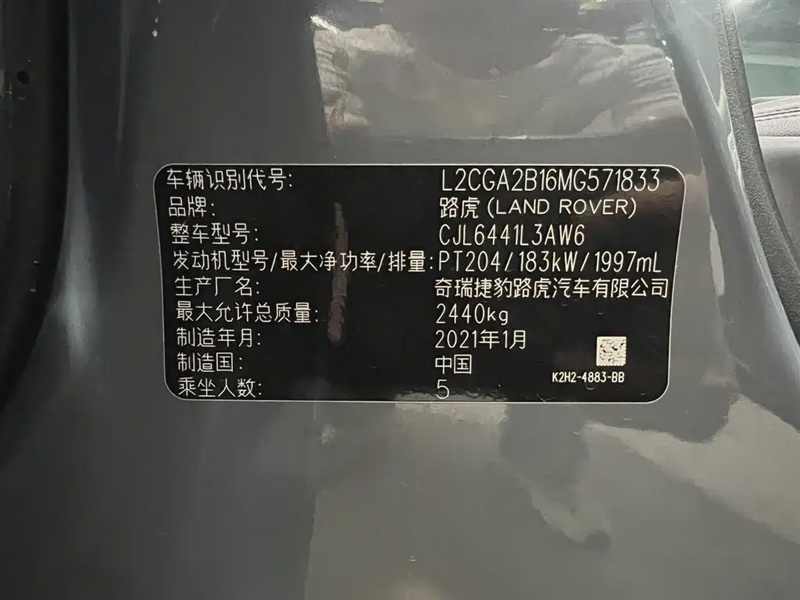 车辆识别代号: L2CGA2B16MG571833
品牌: 路虎(LAND ROVER)
整车型号: CJL6441L3AW6
发动机型号/最大净功率/排量:PT204/183kW/1997mL
生产厂名: 奇瑞捷豹路虎汽车有限公司
最大允许总质量: 2440kg
制造年月: 2021年1月
制造国: 中国
乘坐人数: 5
K2H2-4883-BB